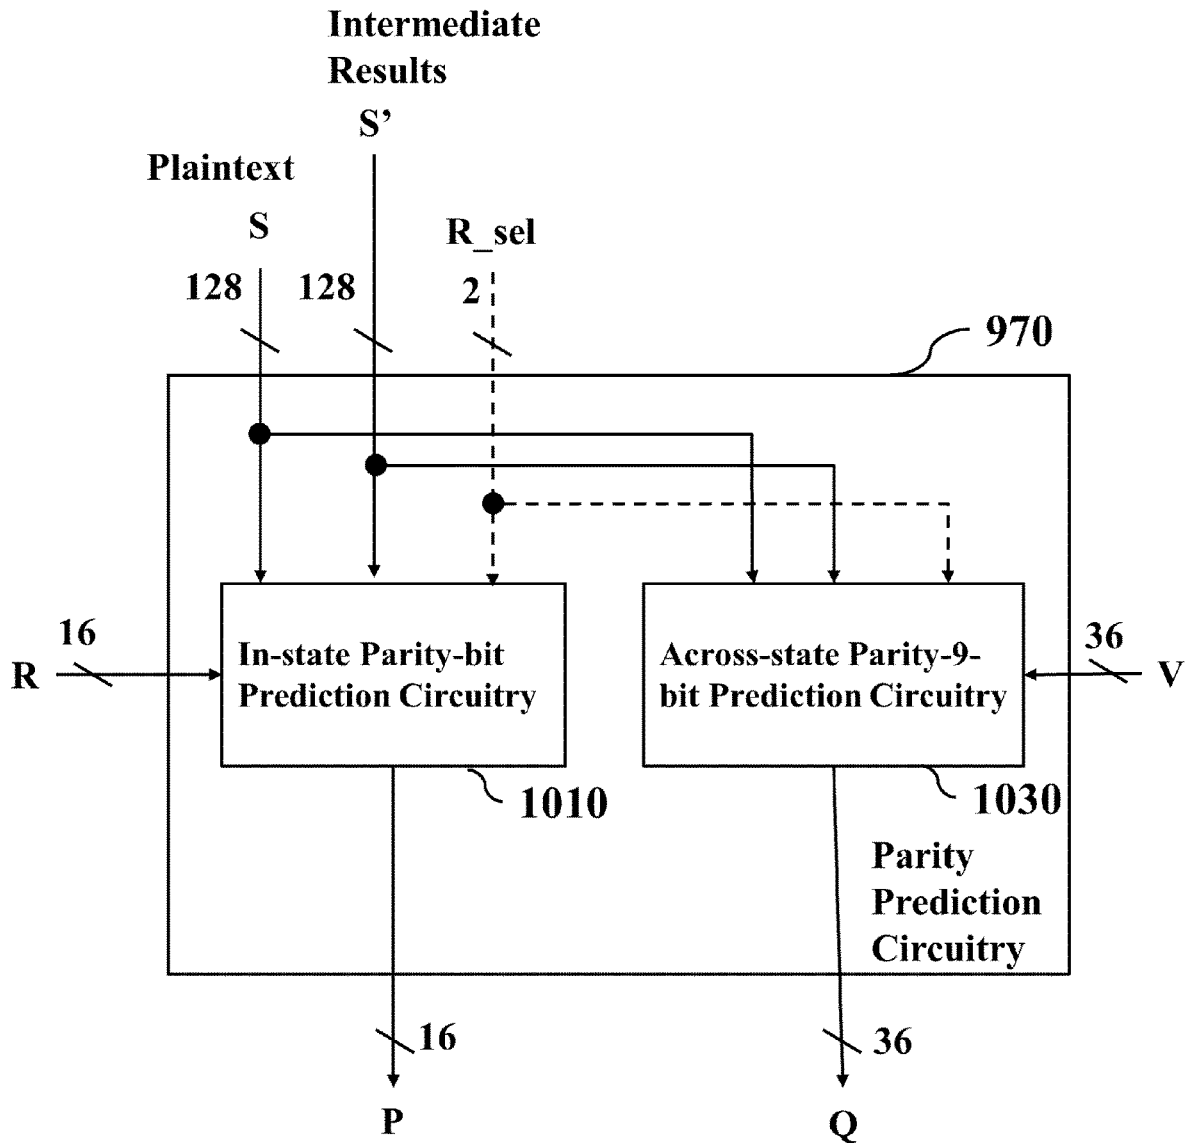 Intermediate
Results
S’
Plaintext
S
R_sel
128
128
2
970
16
R
In-state Parity-bit
Prediction Circuitry
Across-state Parity-9-
bit Prediction Circuitry
36
V
1010
1030
Parity
Prediction
Circuitry
16
36
P
Q